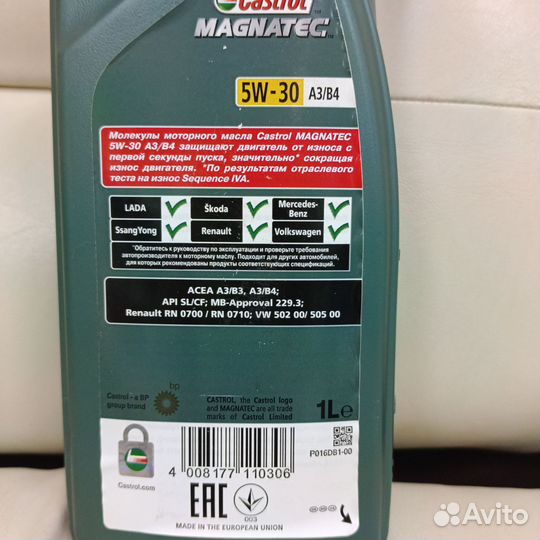 Castrol
MAGNATEC
5W-30 A3/B4
Молекулы моторного масла Castrol MAGNATEC
5W-30 A3/B4 защищают двигатель от износа с
первой секунды пуска, значительно* сокращая
износ двигателя. *По результатам отраслевого
теста на износ Sequence IVA.
LADA Škoda Mercedes-
Benz
SsangYong Renault Volkswagen
*Обратитесь к руководству по эксплуатации и проверьте требования
автопроизводителя к моторному маслу. Подходит для других автомобилей,
для которых рекомендованы продукты соответствующих спецификаций.
ACEA A3/B3, A3/B4;
API SL/CF; MB-Approval 229.3;
Renault RN 0700 / RN 0710; VW 502 00/ 505 00
bp
Castrol - a BP
group brand
CASTROL, the Castrol logo
and MAGNATEC are all trade
marks of Castrol Limited
1L e
P016DB1-00
Castrol
Castrol.com
4 008177 110306
EAC
003
MADE IN THE EUROPEAN UNION
Avito